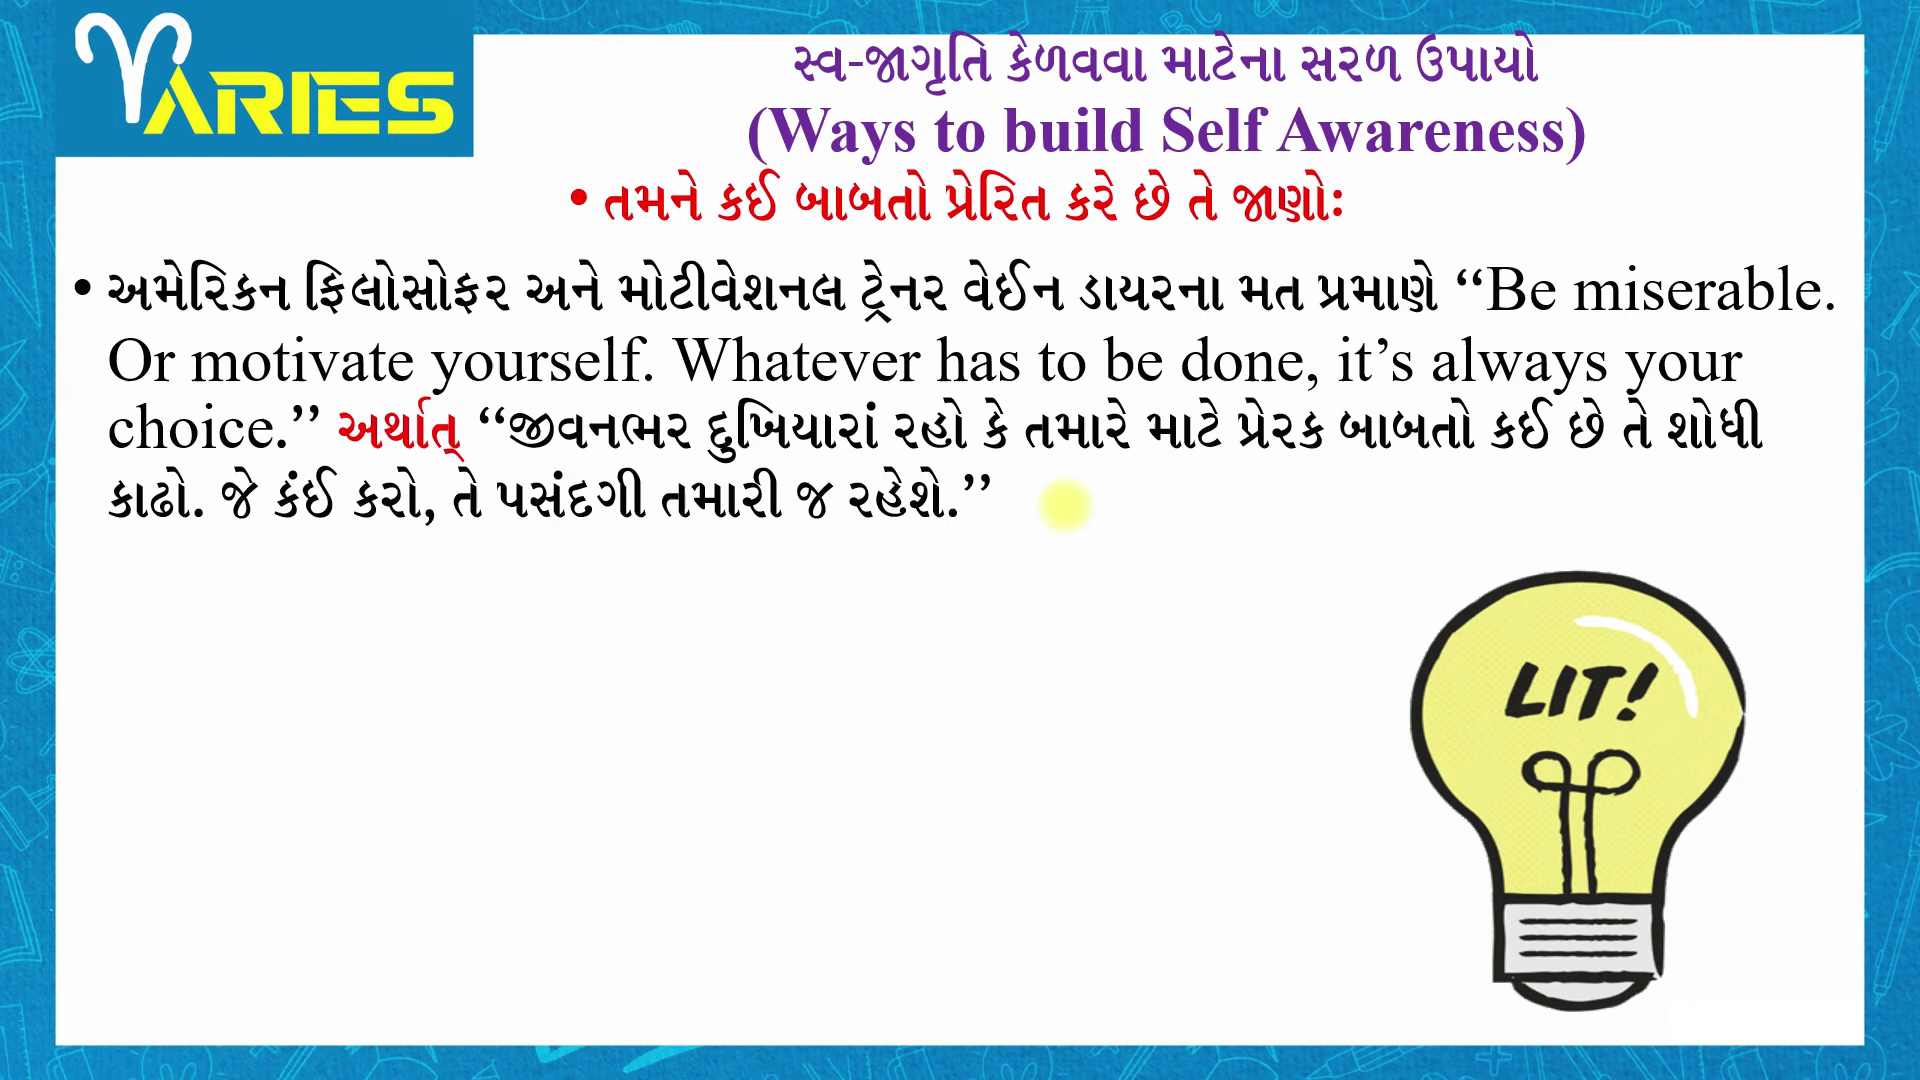 ARIES
સ્વ-જાગૃતિ કેળવવા માટેના સરળ ઉપાયો
(Ways to build Self Awareness)
• તમને કઈ બાબતો પ્રેરિત કરે છે તે જાણોઃ
• અમેરિકન ફિલોસોફર અને મોટીવેશનલ ટ્રેનર વેઈન ડાયરના મત પ્રમાણે “Be miserable.
Or motivate yourself. Whatever has to be done, it’s always your
choice.” અર્થાત્ “જીવનભર દુખિયારાં રહો કે તમારે માટે પ્રેરક બાબતો કઈ છે તે શોધી
કાઢો. જે કંઈ કરો, તે પસંદગી તમારી જ રહેશે.”
LIT!